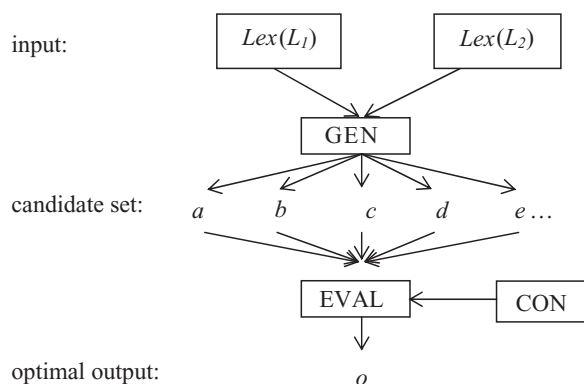 input: Lex(L1) Lex(L2)
GEN
candidate set: a b c d e ...
EVAL CON
optimal output: o